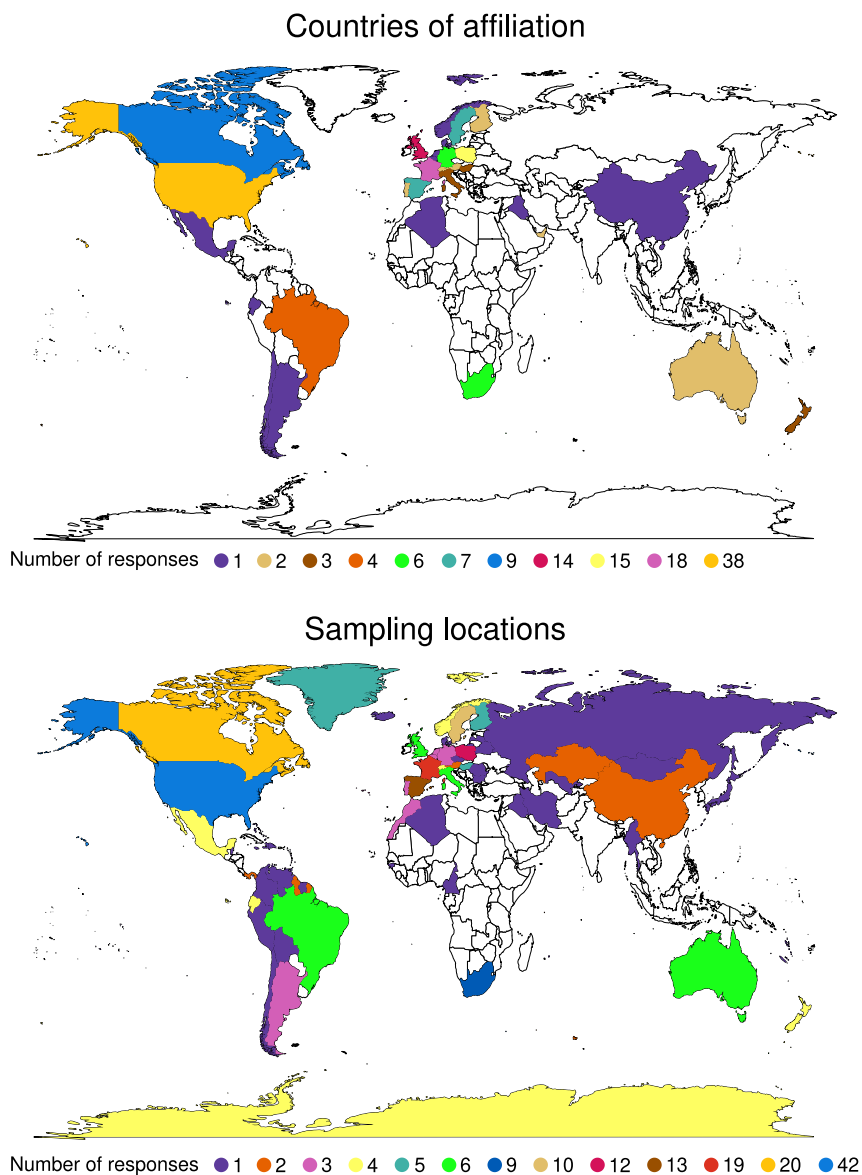 Countries of affiliation
Number of responses 1 2 3 4 6 7 9 14 15 18 38
Sampling locations
Number of responses 1 2 3 4 5 6 9 10 12 13 19 20 42